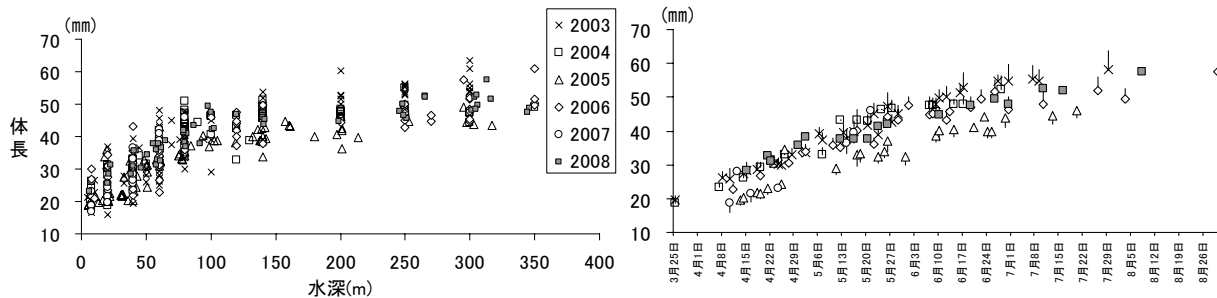 (mm)
70
60
50
40
30
20
10
体長
0
50
100
150
200
250
300
350
400
水深(m)
2003
2004
2005
2006
2007
2008
(mm)
70
60
50
40
30
20
10
3月25日
4月1日
4月8日
4月15日
4月22日
4月29日
5月6日
5月13日
5月20日
5月27日
6月3日
6月10日
6月17日
6月24日
7月1日
7月8日
7月15日
7月22日
7月29日
8月5日
8月12日
8月19日
8月26日